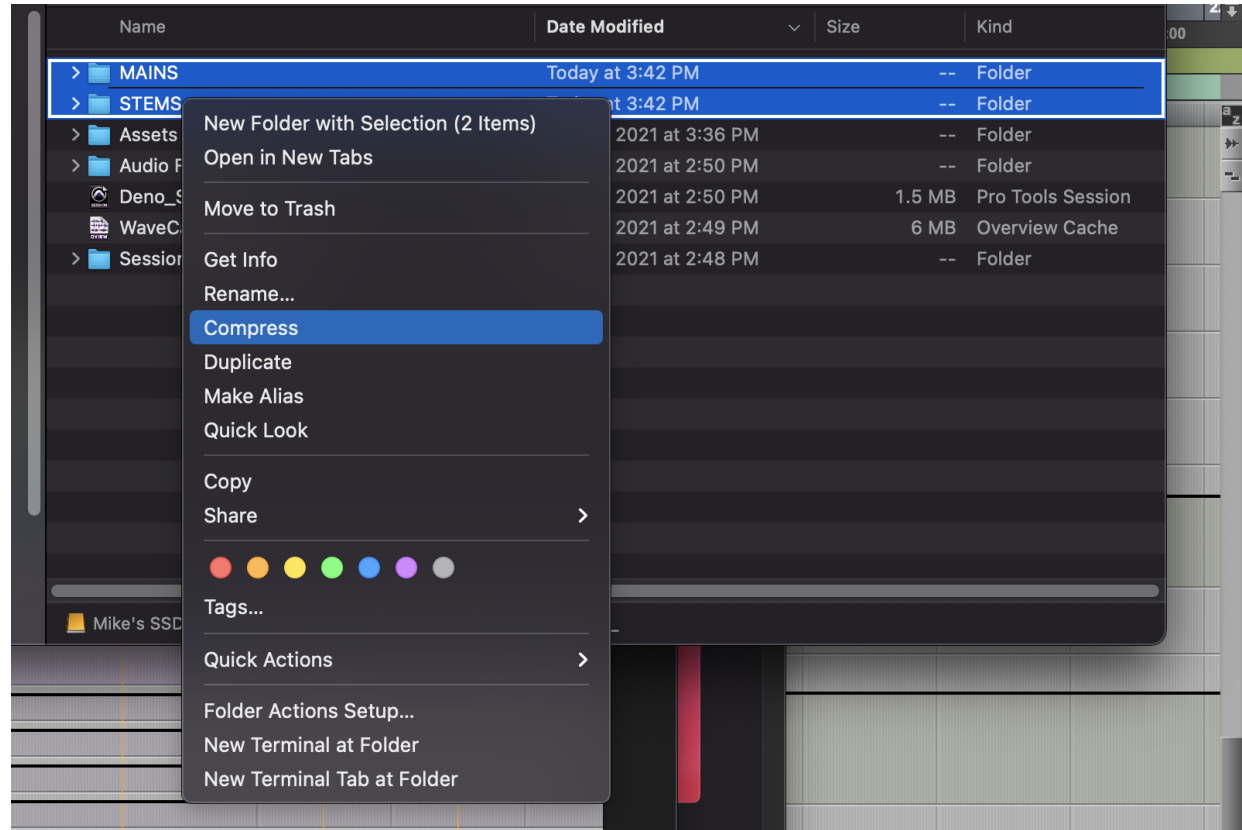 Name Date Modified Size Kind
MAINS Today at 3:42 PM -- Folder
STEMS at 3:42 PM -- Folder
Assets 2021 at 3:36 PM -- Folder
Audio 2021 at 2:50 PM -- Folder
Deno_ 2021 at 2:50 PM 1.5 MB Pro Tools Session
WaveC 2021 at 2:49 PM 6 MB Overview Cache
Session 2021 at 2:48 PM -- Folder
New Folder with Selection (2 Items)
Open in New Tabs
Move to Trash
Get Info
Rename...
Compress
Duplicate
Make Alias
Quick Look
Copy
Share
Tags...
Quick Actions
Folder Actions Setup...
New Terminal at Folder
New Terminal Tab at Folder
Mike's SSD
:00
a
z